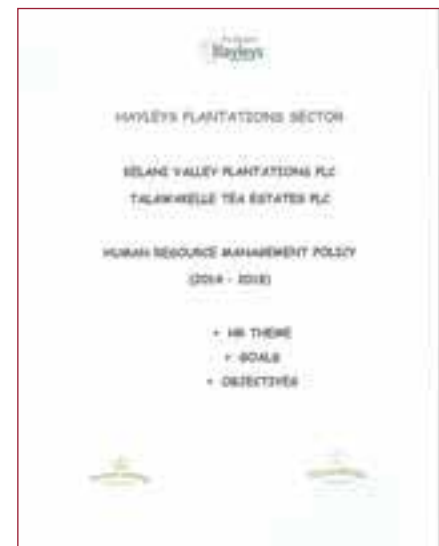 Hayleys
HAYLEYS PLANTATIONS SECTOR
KELANI VALLEY PLANTATIONS PLC
TALAWAKELLE TEA ESTATES PLC
HUMAN RESOURCE MANAGEMENT POLICY
• HR THEME
• GOALS
• OBJECTIVES